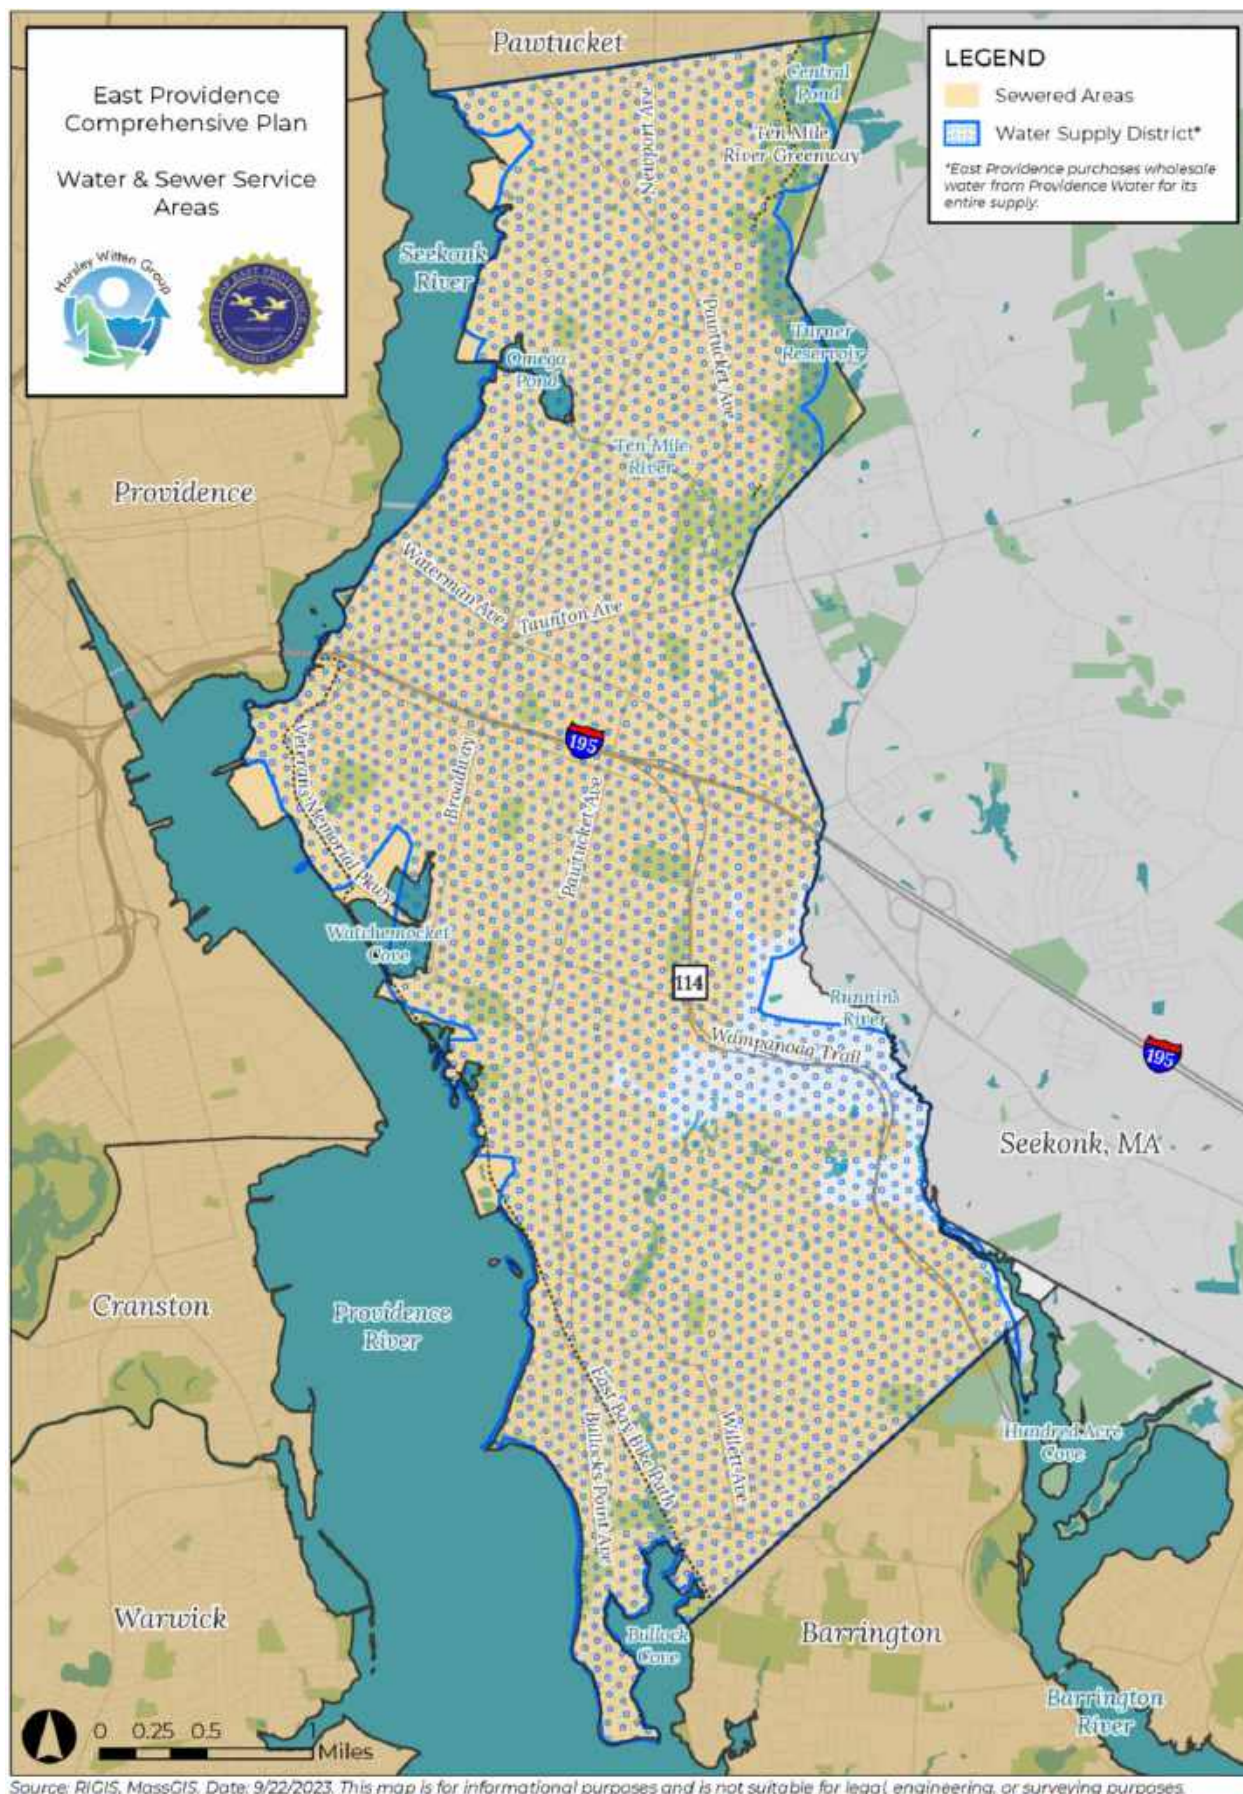 East Providence
Comprehensive Plan
Water & Sewer Service
Areas
Horsley Witten Group
LEGEND
Sewered Areas
Water Supply District*
*East Providence purchases wholesale
water from Providence Water for its
entire supply.
Pawtucket
Central
Pond
Newport Ave
Ten Mile
River Greenway
Seekonk
River
Pawtucket Ave
Turner
Reservoir
Omega
Pond
Ten Mile
River
Providence
Waterman Ave
Taunton Ave
195
Veterans Memorial Pkwy
Broadway
Pawtucket Ave
Watchemocket
Cove
114
Runnins
River
Wampanoag Trail
195
Seekonk, MA
Cranston
Providence
River
East Bay Bike Path
Bullocks Point Ave
Willett Ave
Hundred Acre
Cove
Warwick
Bullock
Cove
Barrington
Barrington
River
0 0.25 0.5 1
Miles
Source: RIGIS, MassGIS. Date: 9/22/2023. This map is for informational purposes and is not suitable for legal, engineering, or surveying purposes.